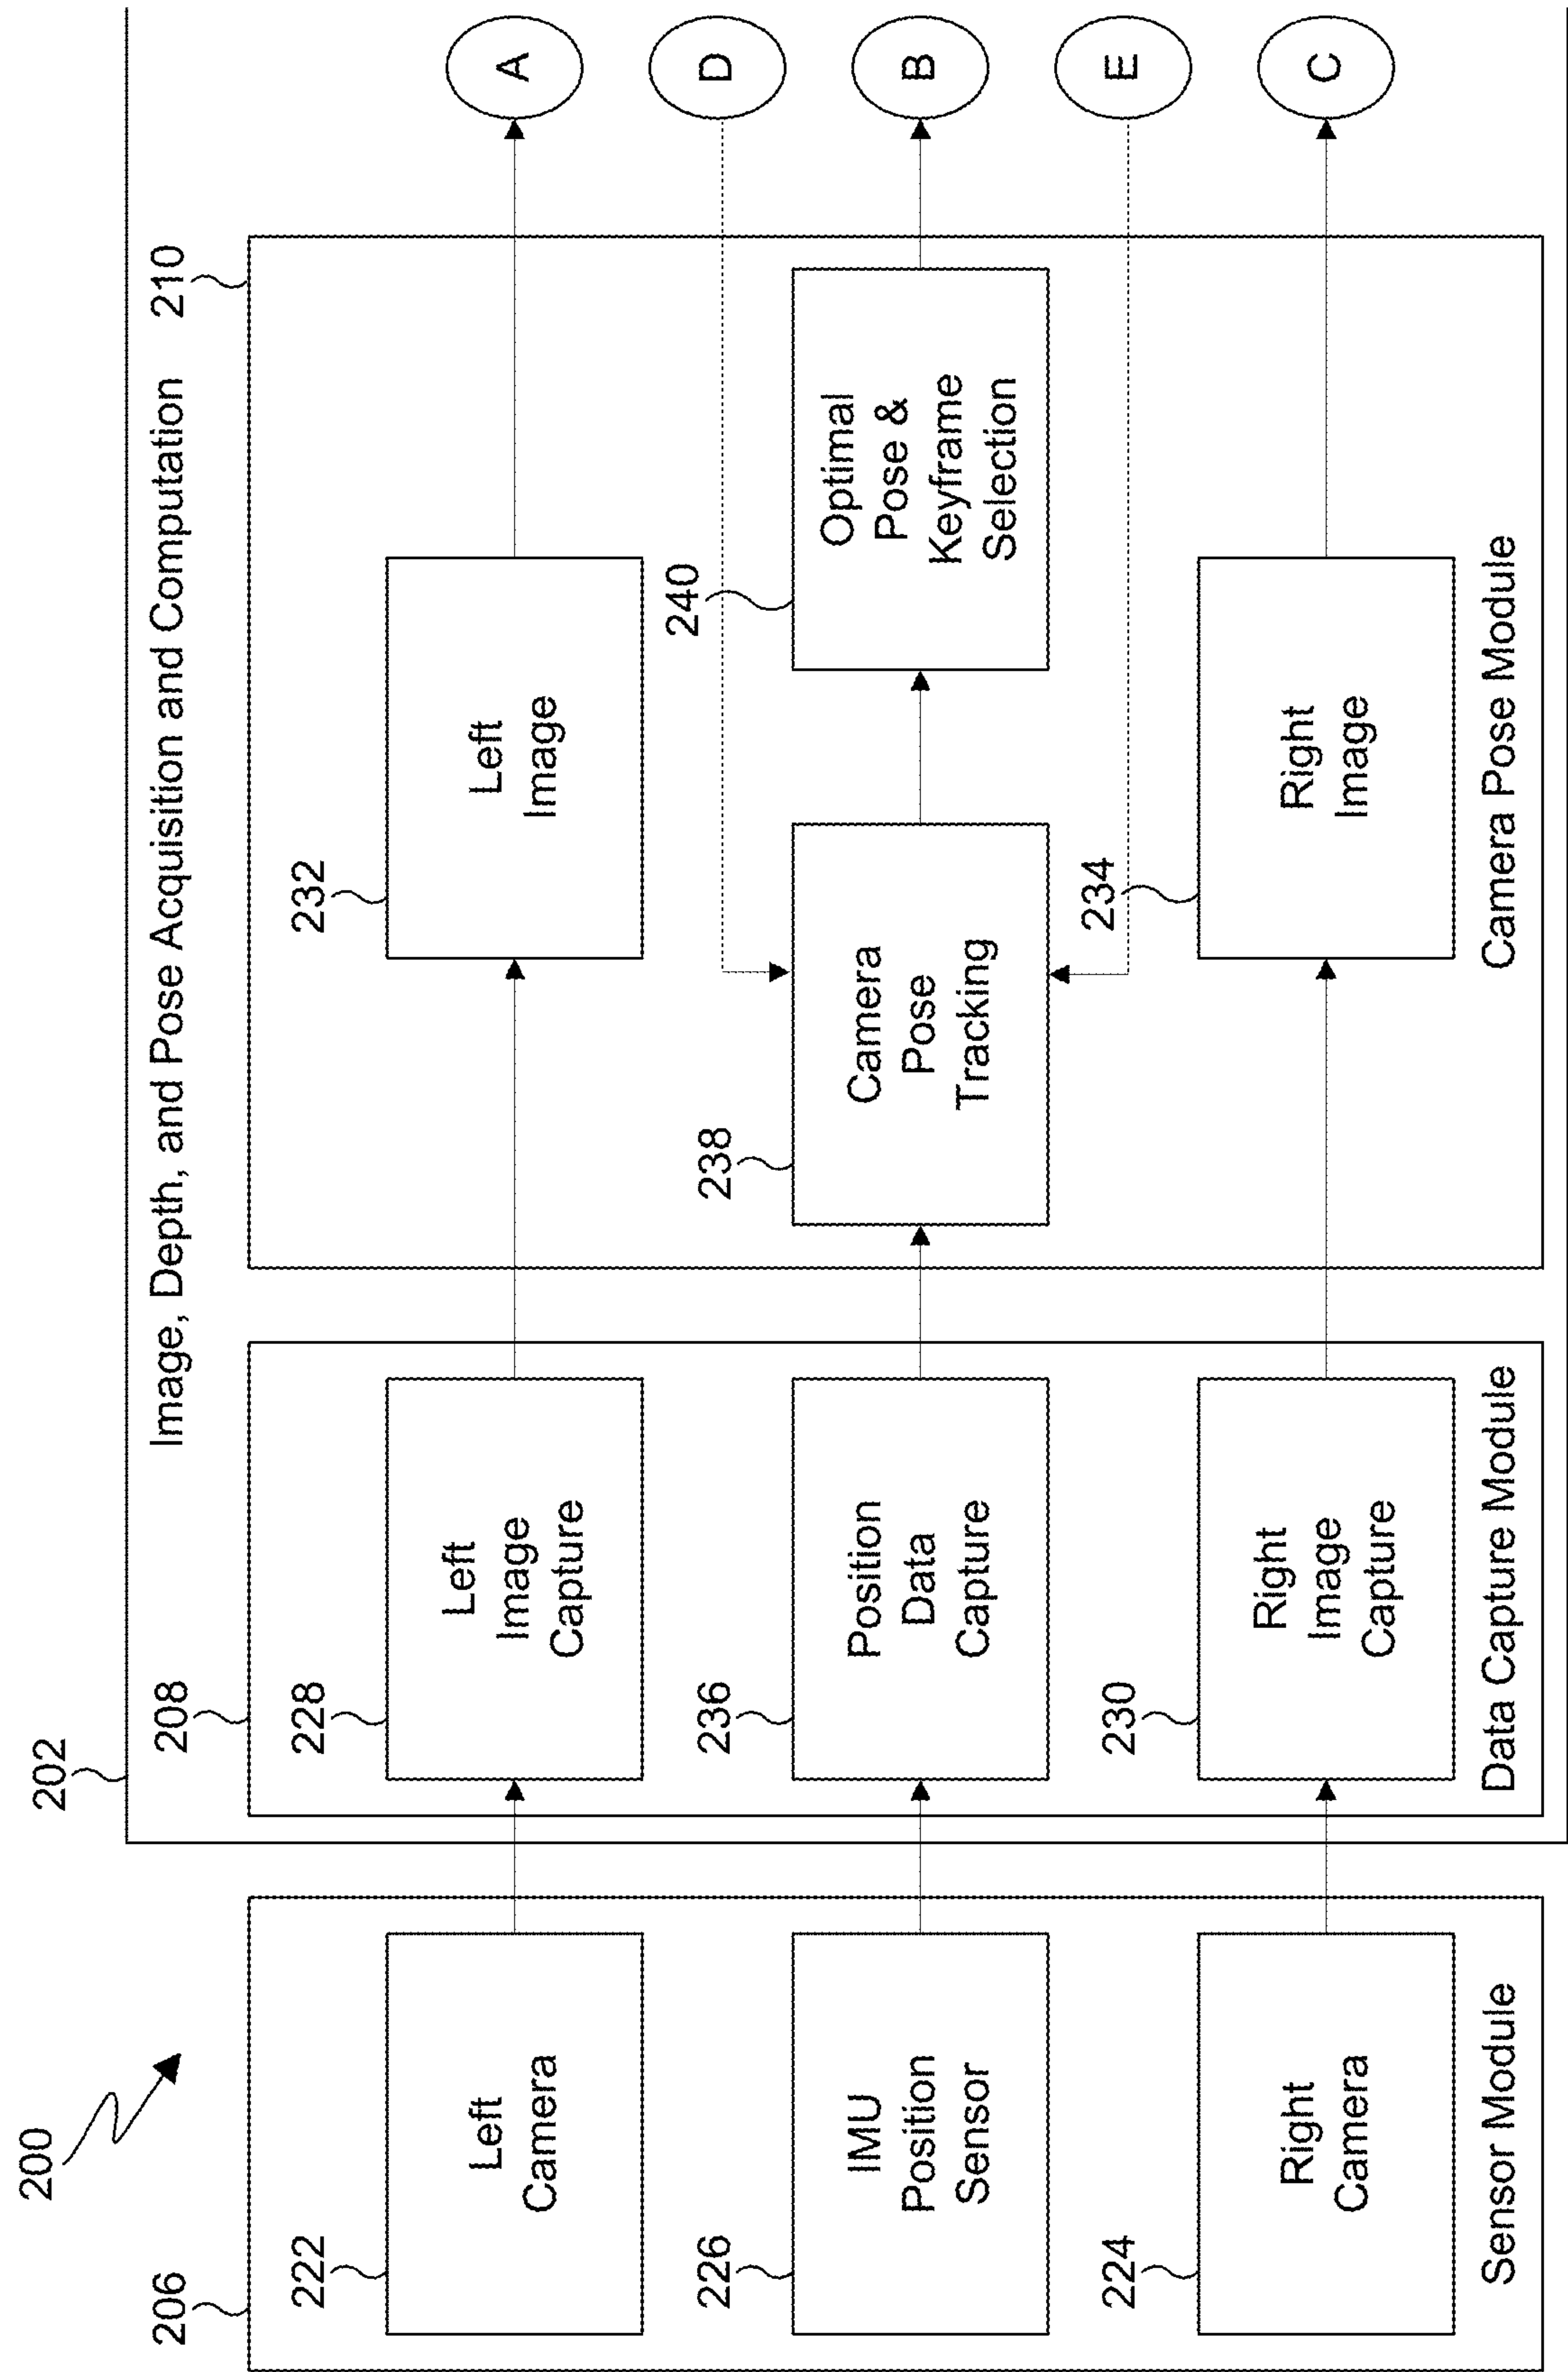 200
202
Image, Depth, and Pose Acquisition and Computation
206
222
Left
Camera
226
IMU
Position
Sensor
224
Right
Camera
Sensor Module
208
228
Left
Image
Capture
236
Position
Data
Capture
230
Right
Image
Capture
Data Capture Module
210
232
Left
Image
238
Camera
Pose
Tracking
240
Optimal
Pose &
Keyframe
Selection
234
Right
Image
Camera Pose Module
A
D
B
E
C